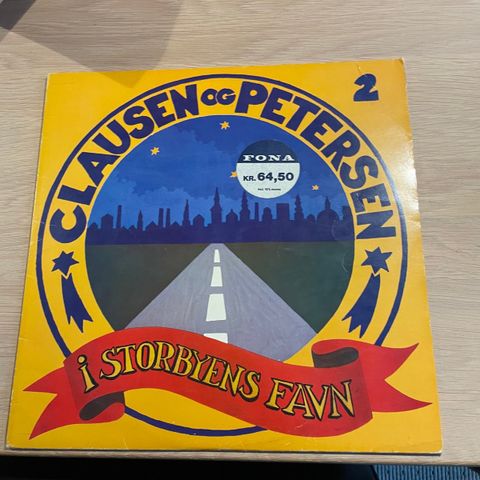 2
CLAUSEN OG PETERSEN
FONA
KR. 64,50
i STORBYENS FAVN